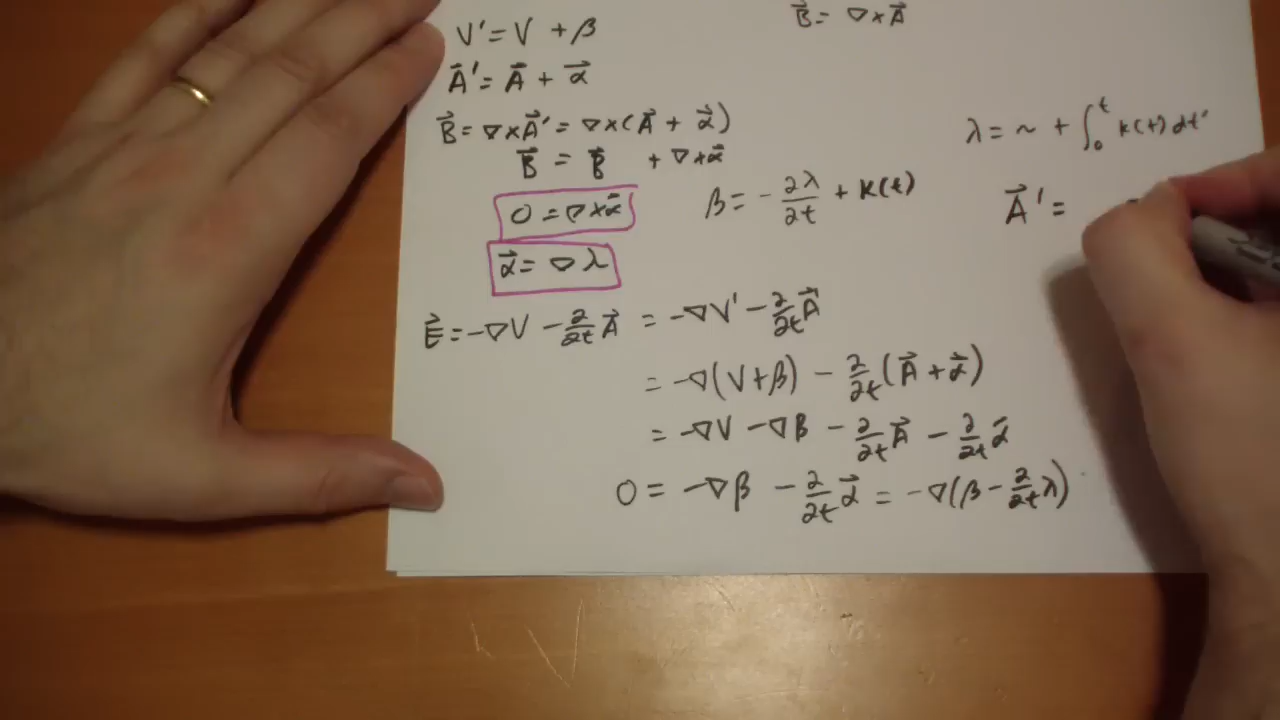 B⃗ = ∇×A⃗
V' = V + β
A⃗' = A⃗ + α⃗
B⃗ = ∇×A⃗' = ∇×(A⃗ + α⃗)
B⃗ = B⃗ + ∇×α⃗
λ = ~ + ∫₀ᵗ k(t) dt'
0 = ∇×α⃗
β = - ∂λ/∂t + k(t)
A⃗' =
α⃗ = ∇λ
E⃗ = -∇V - ∂/∂t A⃗ = -∇V' - ∂/∂t A⃗'
= -∇(V+β) - ∂/∂t (A⃗ + α⃗)
= -∇V - ∇β - ∂/∂t A⃗ - ∂/∂t α⃗
0 = -∇β - ∂/∂t α⃗ = -∇(β - ∂/∂t λ)